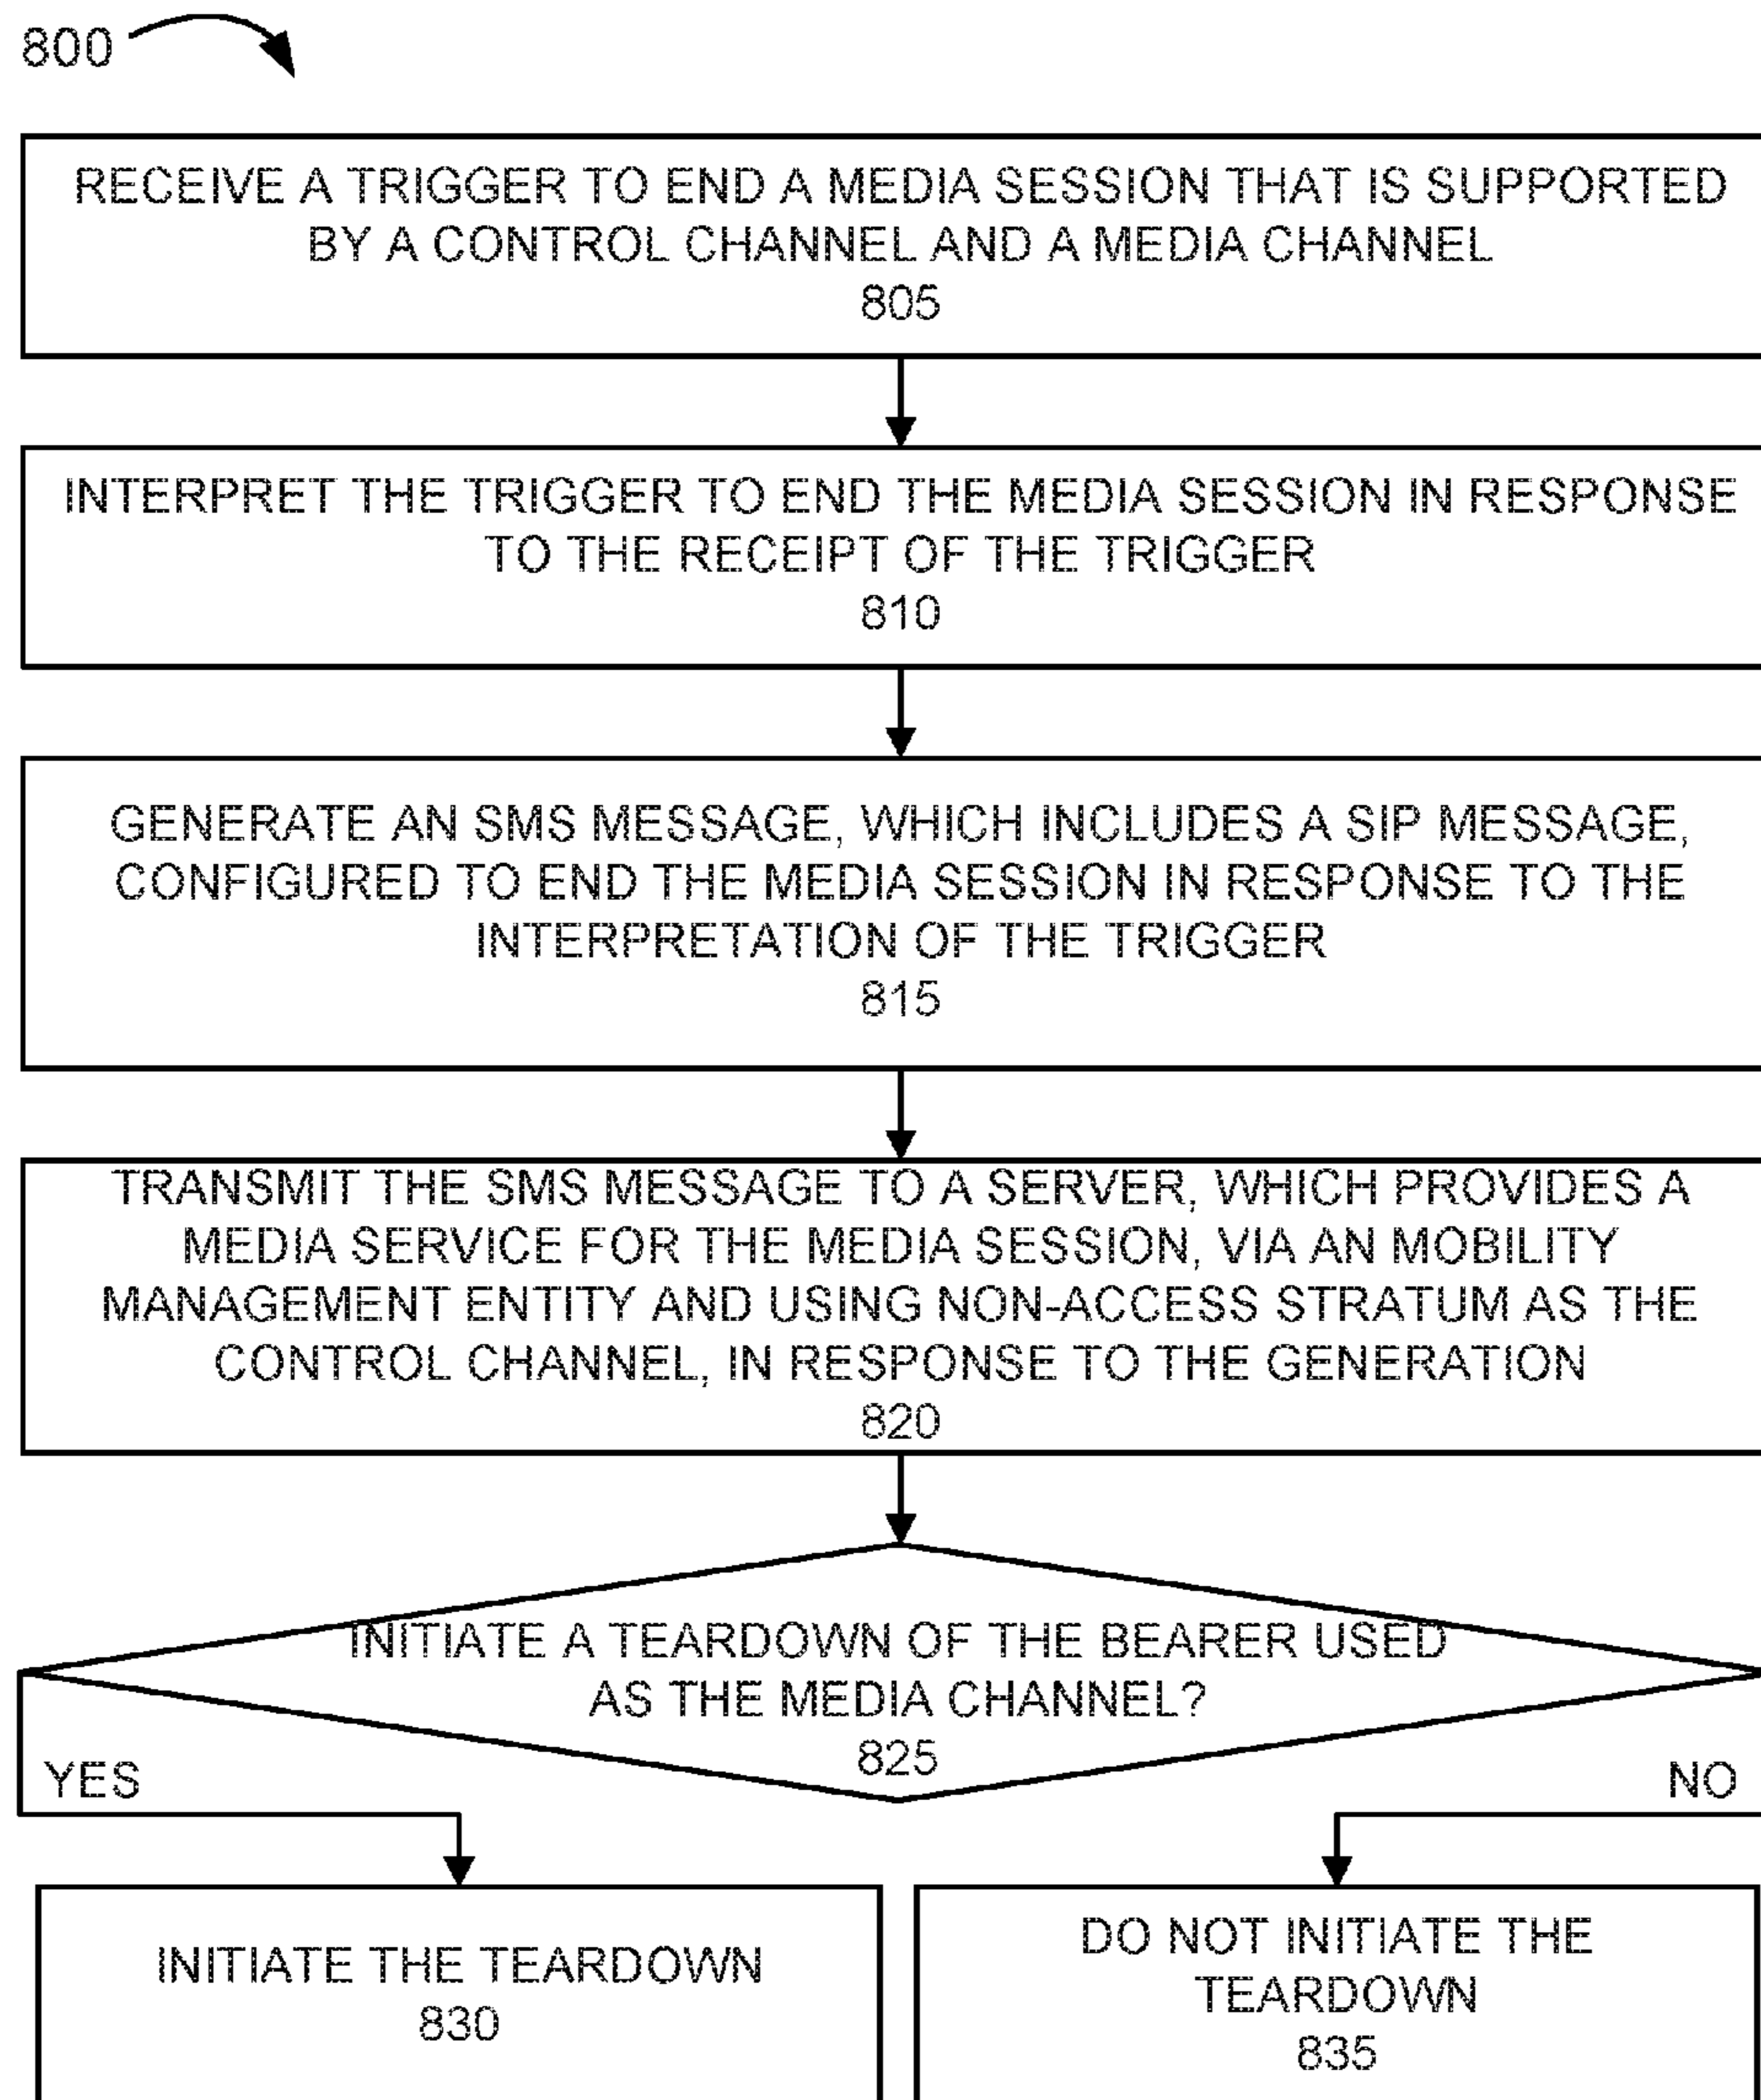 800
RECEIVE A TRIGGER TO END A MEDIA SESSION THAT IS SUPPORTED
BY A CONTROL CHANNEL AND A MEDIA CHANNEL
805
INTERPRET THE TRIGGER TO END THE MEDIA SESSION IN RESPONSE
TO THE RECEIPT OF THE TRIGGER
810
GENERATE AN SMS MESSAGE, WHICH INCLUDES A SIP MESSAGE,
CONFIGURED TO END THE MEDIA SESSION IN RESPONSE TO THE
INTERPRETATION OF THE TRIGGER
815
TRANSMIT THE SMS MESSAGE TO A SERVER, WHICH PROVIDES A
MEDIA SERVICE FOR THE MEDIA SESSION, VIA AN MOBILITY
MANAGEMENT ENTITY AND USING NON-ACCESS STRATUM AS THE
CONTROL CHANNEL, IN RESPONSE TO THE GENERATION
820
INITIATE A TEARDOWN OF THE BEARER USED
AS THE MEDIA CHANNEL?
825
YES
NO
INITIATE THE TEARDOWN
830
DO NOT INITIATE THE
TEARDOWN
835